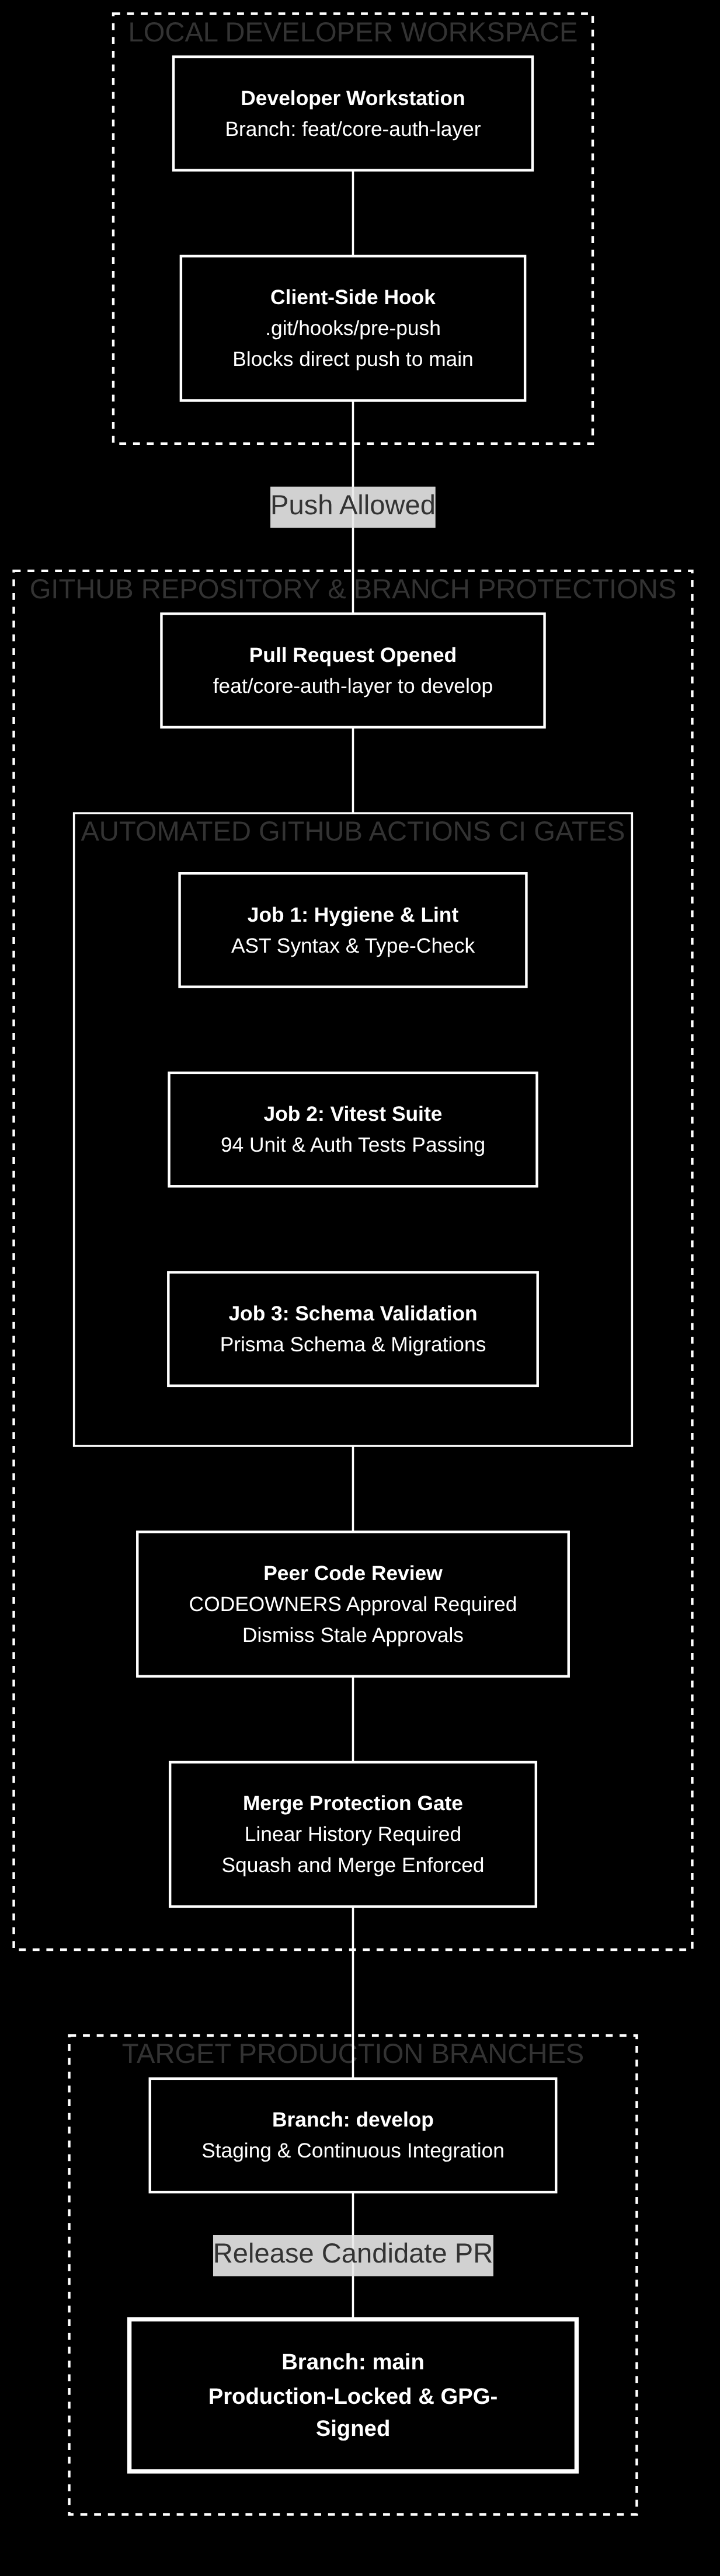 LOCAL DEVELOPER WORKSPACE
Developer Workstation
Branch: feat/core-auth-layer
Client-Side Hook
.git/hooks/pre-push
Blocks direct push to main
Push Allowed
GITHUB REPOSITORY & BRANCH PROTECTIONS
Pull Request Opened
feat/core-auth-layer to develop
AUTOMATED GITHUB ACTIONS CI GATES
Job 1: Hygiene & Lint
AST Syntax & Type-Check
Job 2: Vitest Suite
94 Unit & Auth Tests Passing
Job 3: Schema Validation
Prisma Schema & Migrations
Peer Code Review
CODEOWNERS Approval Required
Dismiss Stale Approvals
Merge Protection Gate
Linear History Required
Squash and Merge Enforced
TARGET PRODUCTION BRANCHES
Branch: develop
Staging & Continuous Integration
Release Candidate PR
Branch: main
Production-Locked & GPG-
Signed